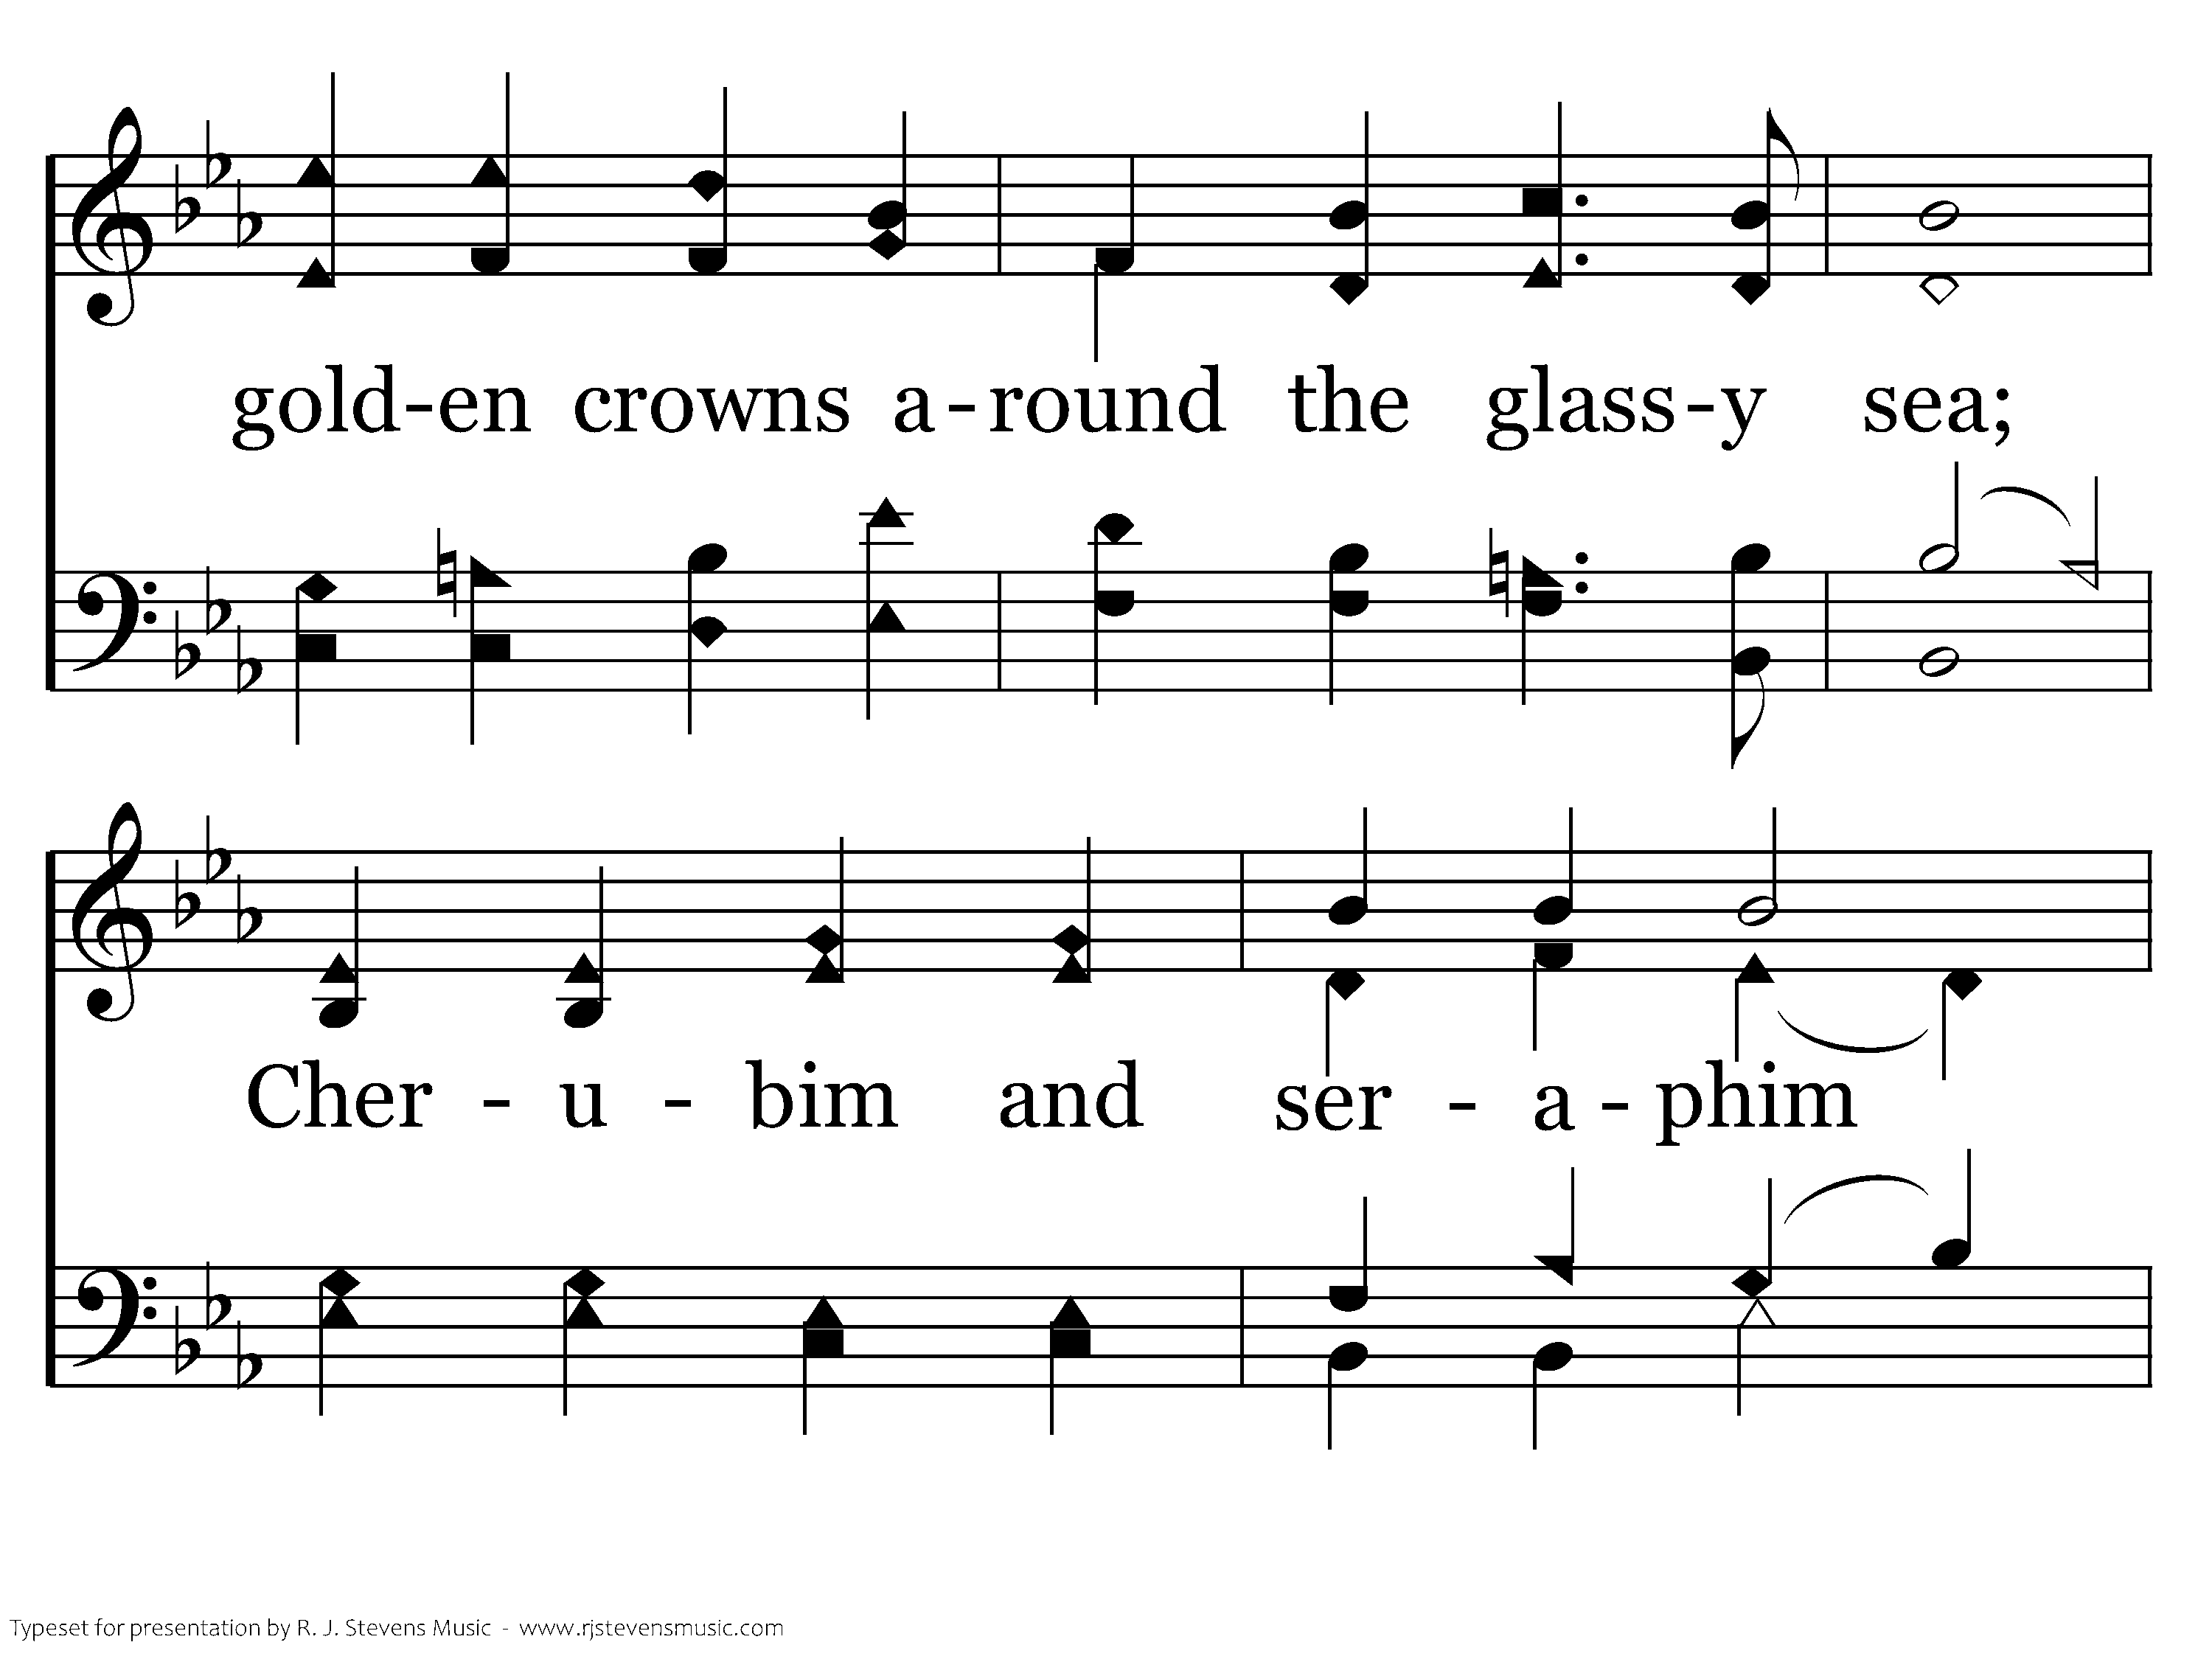 gold-en crowns a-round the glass-y sea;
Cher - u - bim and ser - a - phim
Typeset for presentation by R. J. Stevens Music - www.rjstevensmusic.com